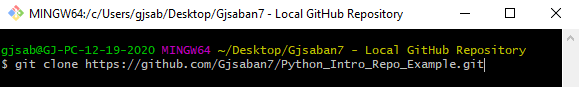 MINGW64:/c/Users/gjsab/Desktop/Gjsaban7 - Local GitHub Repository
gjsab@GJ-PC-12-19-2020 MINGW64 ~/Desktop/Gjsaban7 - Local GitHub Repository
$ git clone https://github.com/Gjsaban7/Python_Intro_Repo_Example.git